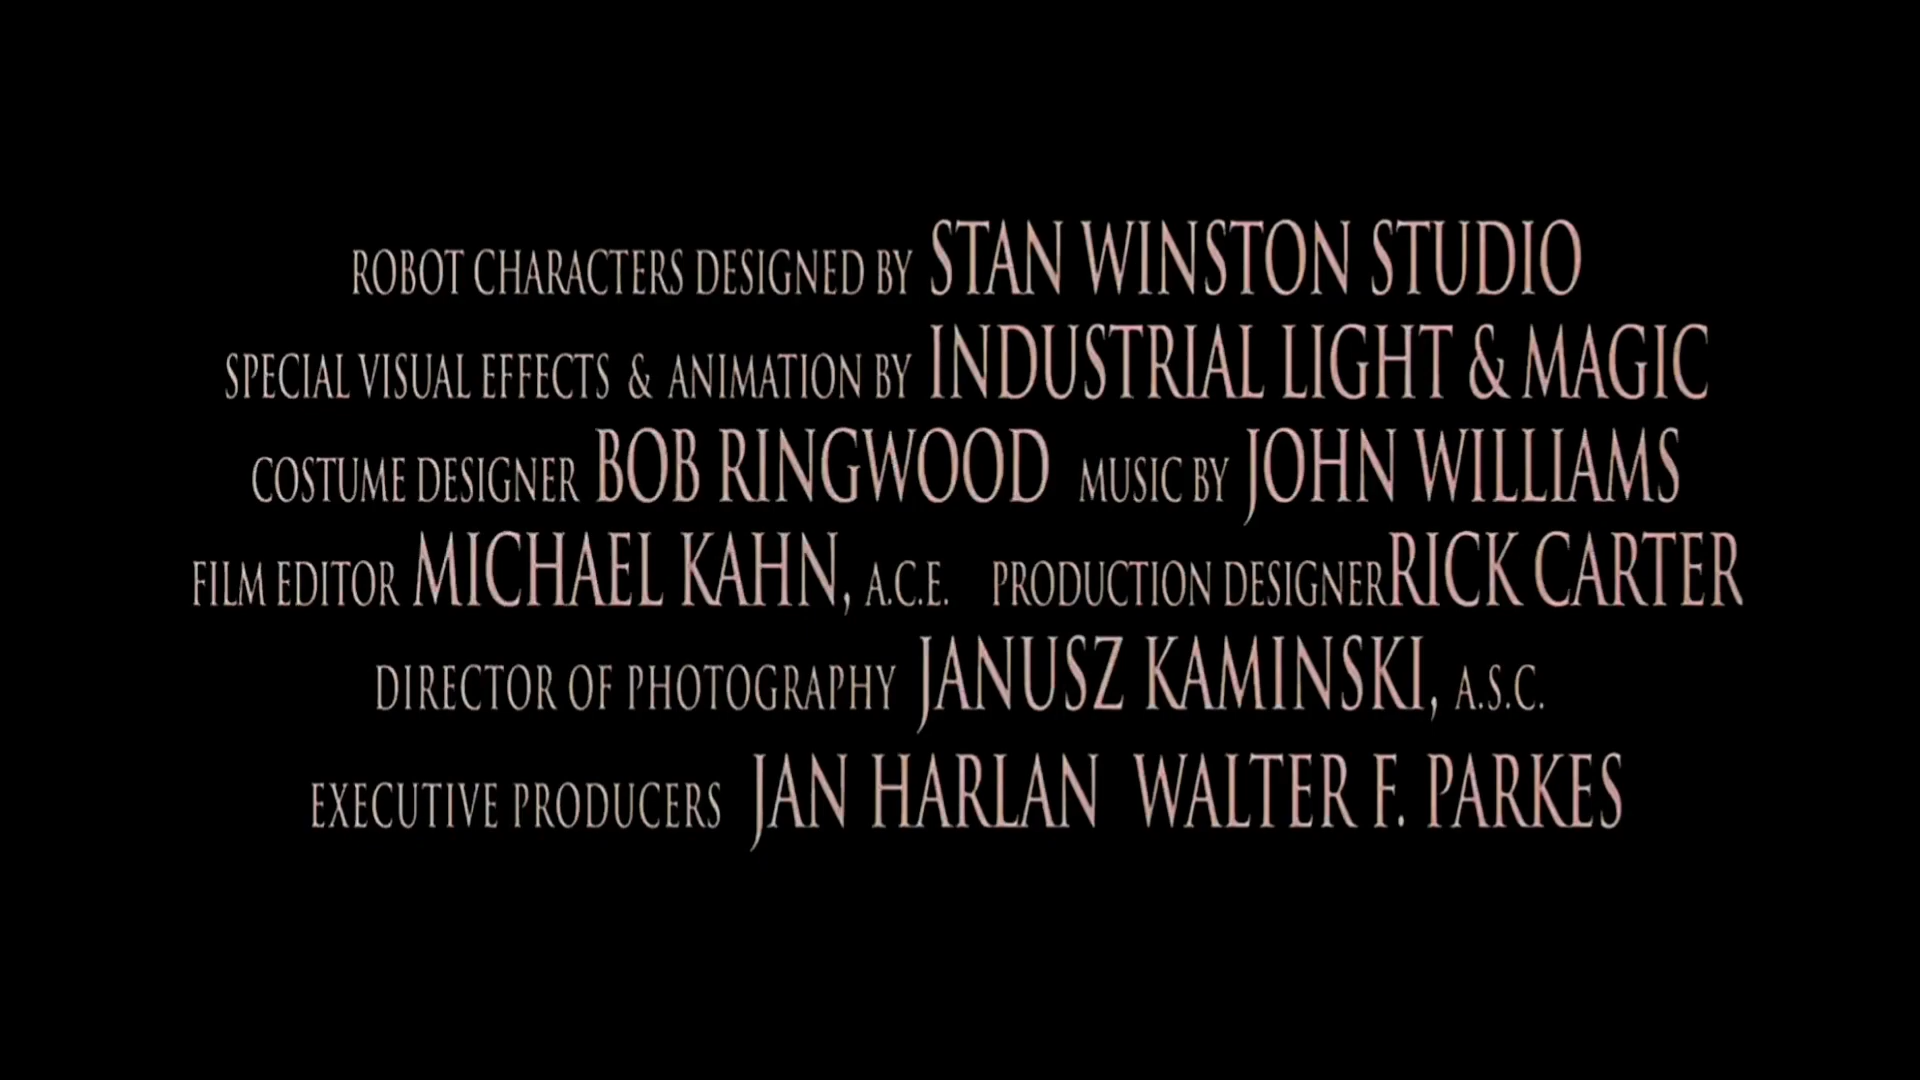 ROBOT CHARACTERS DESIGNED BY STAN WINSTON STUDIO
SPECIAL VISUAL EFFECTS & ANIMATION BY INDUSTRIAL LIGHT & MAGIC
COSTUME DESIGNER BOB RINGWOOD MUSIC BY JOHN WILLIAMS
FILM EDITOR MICHAEL KAHN, A.C.E. PRODUCTION DESIGNER RICK CARTER
DIRECTOR OF PHOTOGRAPHY JANUSZ KAMINSKI, A.S.C.
EXECUTIVE PRODUCERS JAN HARLAN WALTER F. PARKES